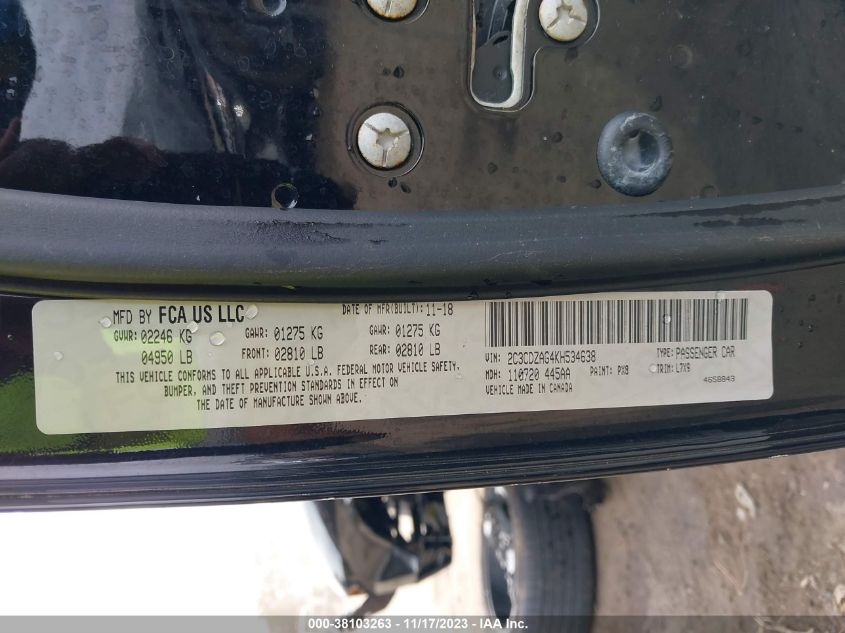 MFD BY FCA US LLC
DATE OF MFR(BUILT): 11-18
GVWR: 02246 KG GAWR: 01275 KG GAWR: 01275 KG
04950 LB FRONT: 02810 LB REAR: 02810 LB
THIS VEHICLE CONFORMS TO ALL APPLICABLE U.S.A. FEDERAL MOTOR VEHICLE SAFETY,
BUMPER, AND THEFT PREVENTION STANDARDS IN EFFECT ON
THE DATE OF MANUFACTURE SHOWN ABOVE.
VIN: 2C3CDZAG4KH534638 TYPE: PASSENGER CAR
MDH: 110720 445AA PAINT: PX8 TRIM: L7X9
VEHICLE MADE IN CANADA 4658843
000-38103263 - 11/17/2023 - IAA Inc.